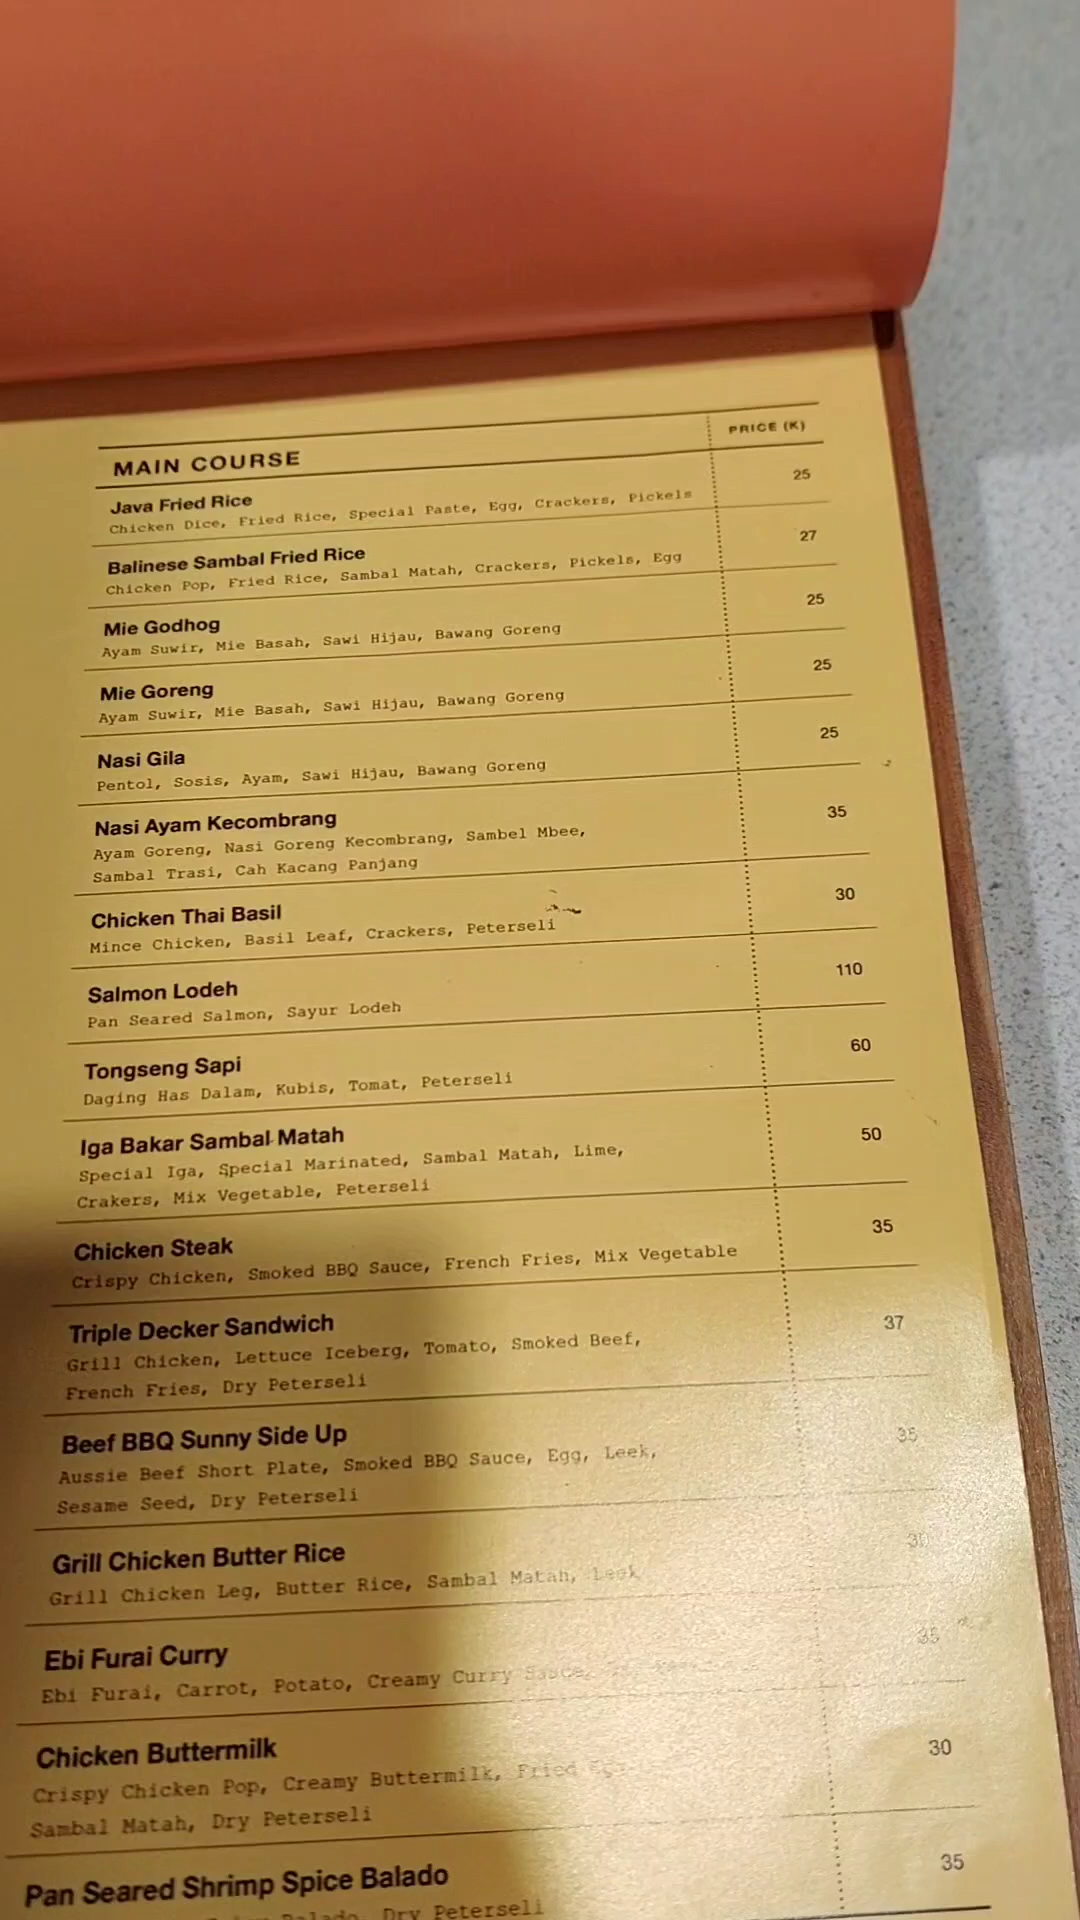 MAIN COURSE PRICE (K)
Java Fried Rice 25
Chicken Dice, Fried Rice, Special Paste, Egg, Crackers, Pickels
Balinese Sambal Fried Rice 27
Chicken Pop, Fried Rice, Sambal Matah, Crackers, Pickels, Egg
Mie Godhog 25
Ayam Suwir, Mie Basah, Sawi Hijau, Bawang Goreng
Mie Goreng 25
Ayam Suwir, Mie Basah, Sawi Hijau, Bawang Goreng
Nasi Gila 25
Pentol, Sosis, Ayam, Sawi Hijau, Bawang Goreng
Nasi Ayam Kecombrang 35
Ayam Goreng, Nasi Goreng Kecombrang, Sambel Mbee,
Sambal Trasi, Cah Kacang Panjang
Chicken Thai Basil 30
Mince Chicken, Basil Leaf, Crackers, Peterseli
Salmon Lodeh 110
Pan Seared Salmon, Sayur Lodeh
Tongseng Sapi 60
Daging Has Dalam, Kubis, Tomat, Peterseli
Iga Bakar Sambal Matah 50
Special Iga, Special Marinated, Sambal Matah, Lime,
Crakers, Mix Vegetable, Peterseli
Chicken Steak 35
Crispy Chicken, Smoked BBQ Sauce, French Fries, Mix Vegetable
Triple Decker Sandwich 37
Grill Chicken, Lettuce Iceberg, Tomato, Smoked Beef,
French Fries, Dry Peterseli
Beef BBQ Sunny Side Up 35
Aussie Beef Short Plate, Smoked BBQ Sauce, Egg, Leek,
Sesame Seed, Dry Peterseli
Grill Chicken Butter Rice
Grill Chicken Leg, Butter Rice, Sambal Matah, Leek
Ebi Furai Curry 35
Ebi Furai, Carrot, Potato, Creamy Curry Sauce,
Chicken Buttermilk 30
Crispy Chicken Pop, Creamy Buttermilk, Fried
Sambal Matah, Dry Peterseli
Pan Seared Shrimp Spice Balado 35
Balado, Dry Peterseli